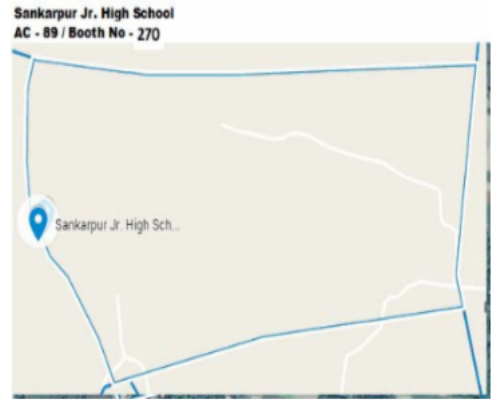 Sankarpur Jr. High School
AC - 89 / Booth No - 270
Sankarpur Jr. High Sch...